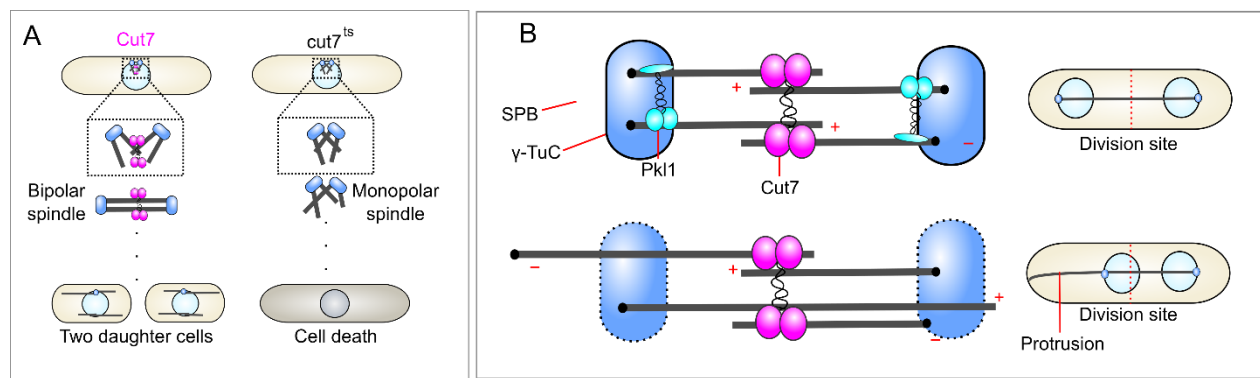 A
Cut7
cut7ts
Bipolar
spindle
Monopolar
spindle
Two daughter cells
Cell death
B
SPB
γ-TuC
Pkl1
Cut7
+
+
−
Division site
−
+
+
−
Division site
Protrusion